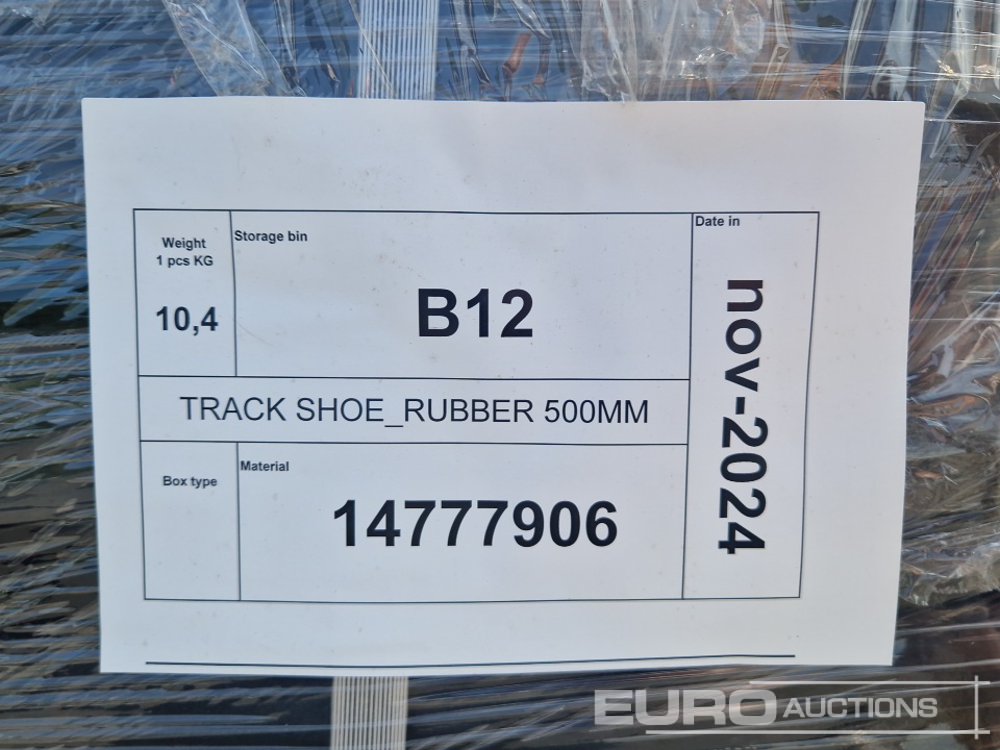 Weight
1 pcs KG
10,4
Storage bin
B12
Date in
nov-2024
TRACK SHOE_RUBBER 500MM
Box type
Material
14777906
EURO AUCTIONS